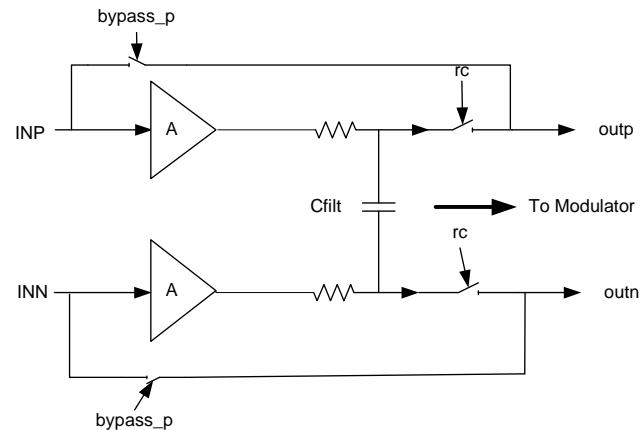 bypass_p
rc
A
INP
outp
Cfilt
To Modulator
rc
A
INN
outn
bypass_p